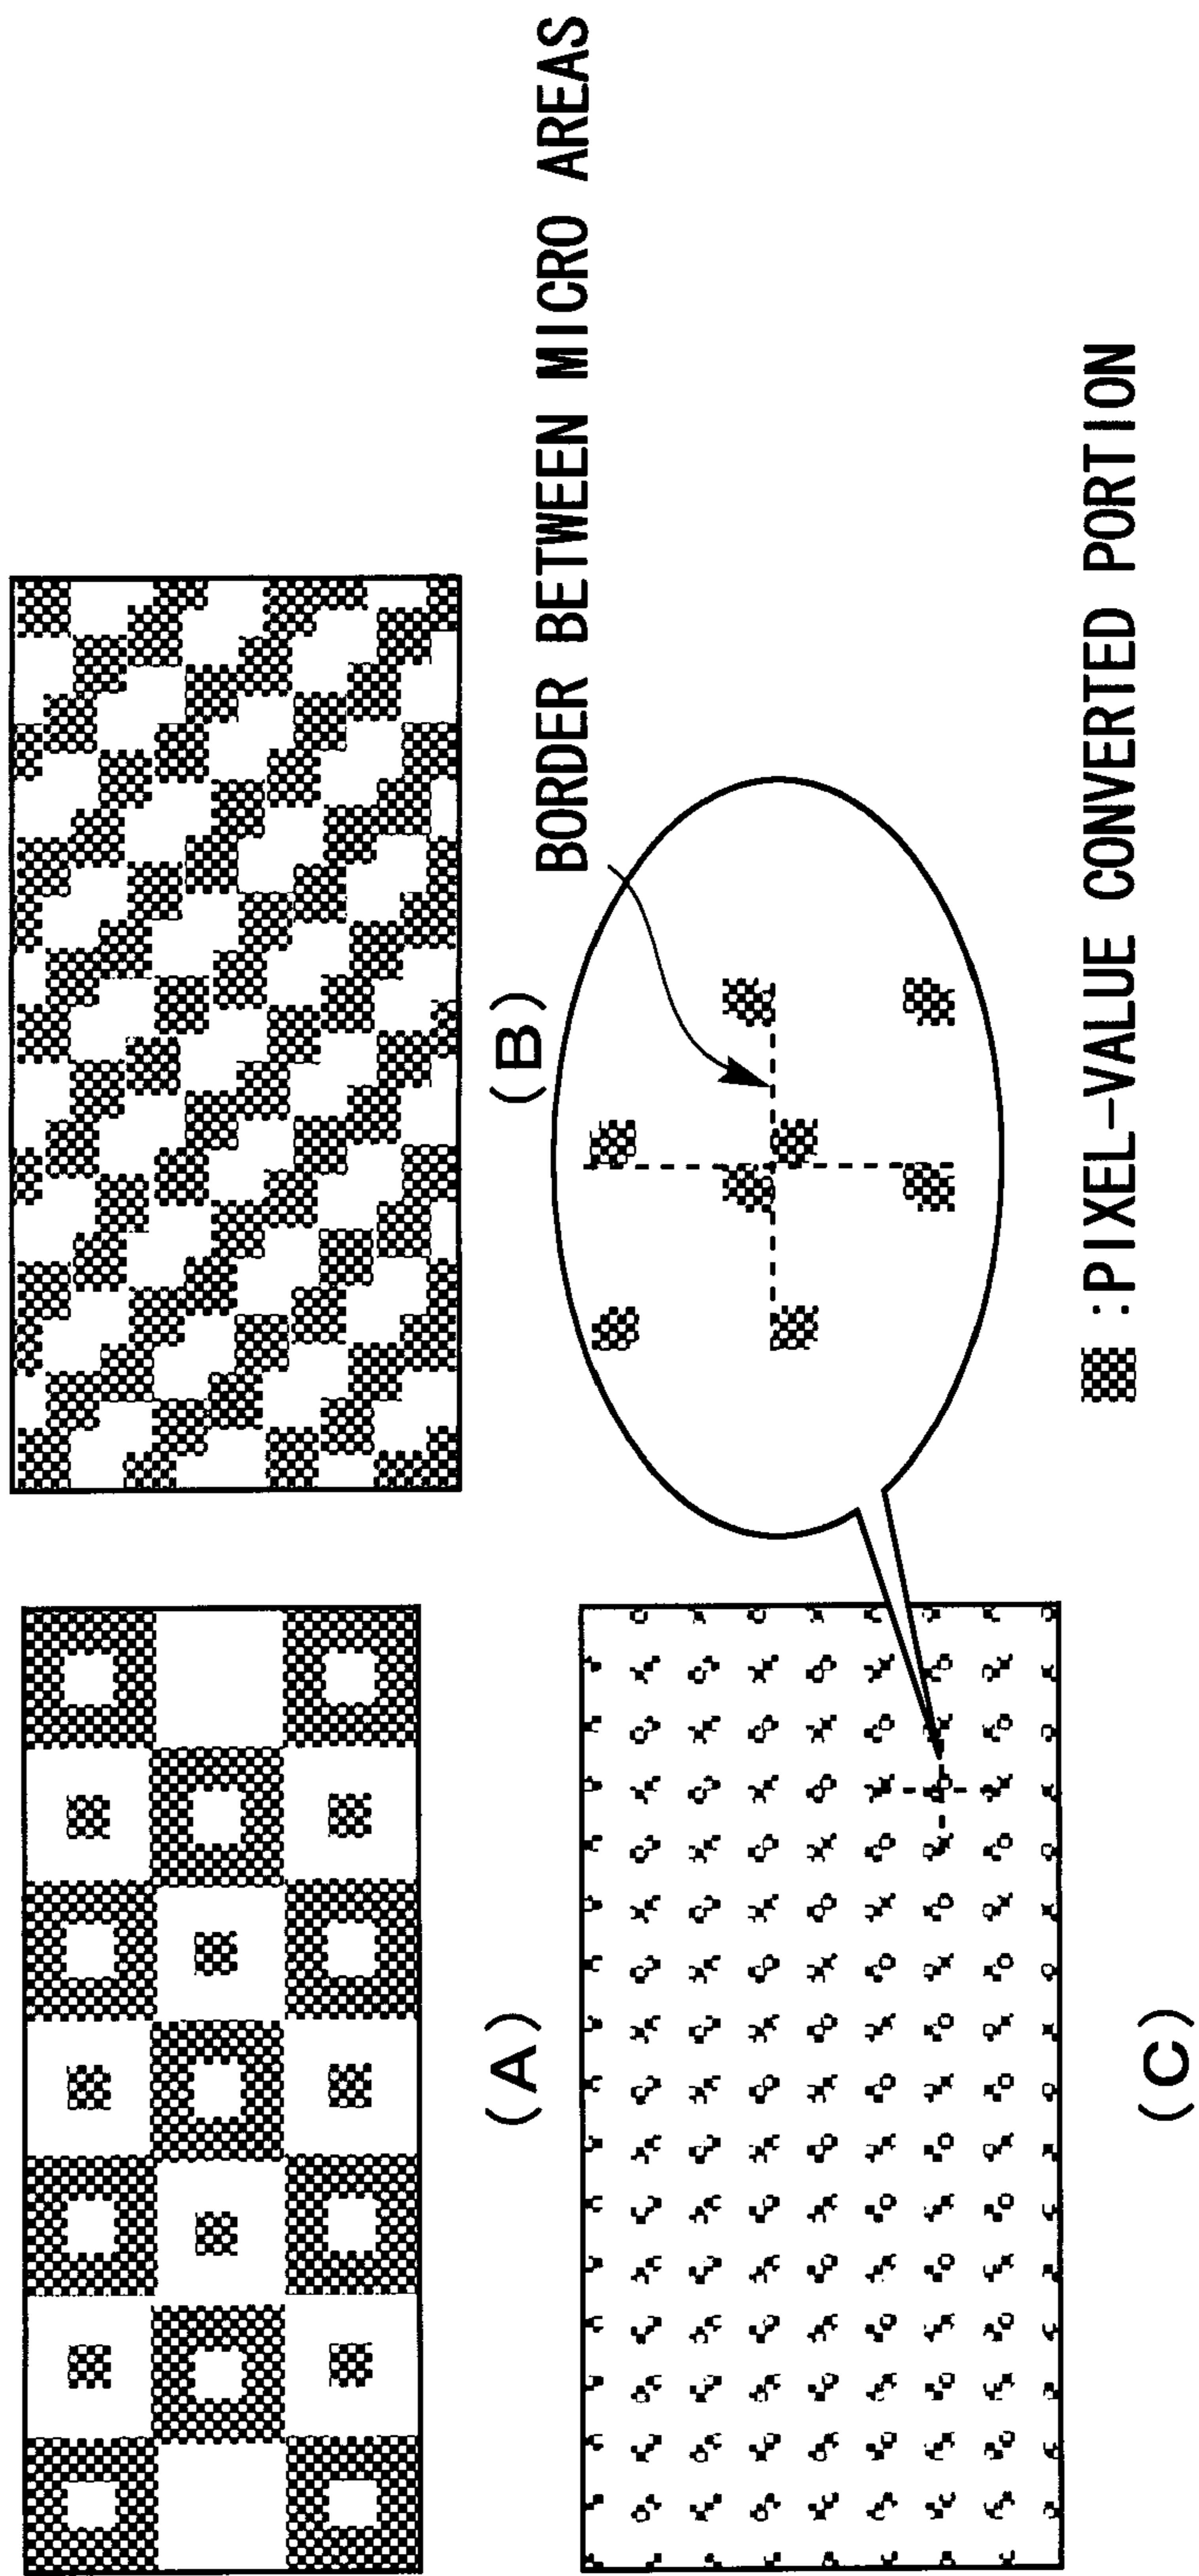 (A)
(B)
BORDER BETWEEN MICRO AREAS
(C)
:PIXEL-VALUE CONVERTED PORTION